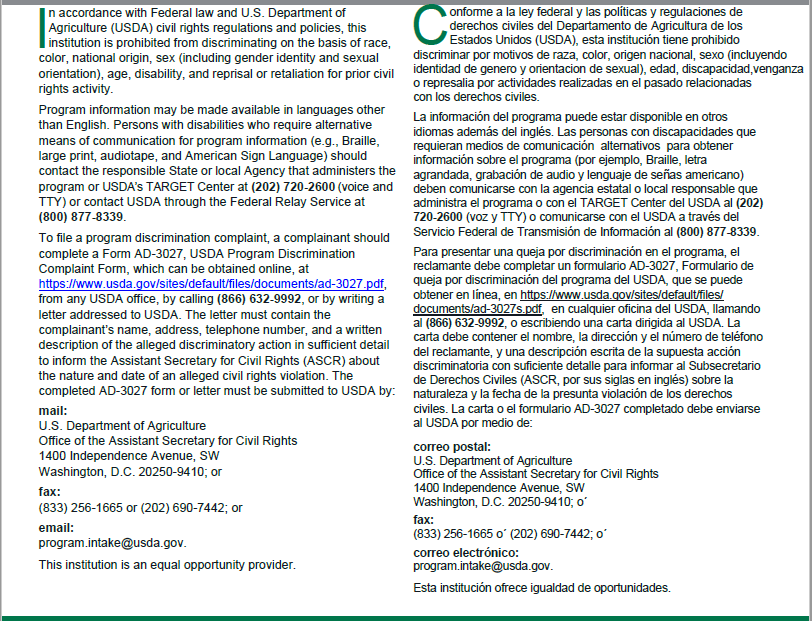 In accordance with Federal law and U.S. Department of
Agriculture (USDA) civil rights regulations and policies, this
institution is prohibited from discriminating on the basis of race,
color, national origin, sex (including gender identity and sexual
orientation), age, disability, and reprisal or retaliation for prior civil
rights activity.
Program information may be made available in languages other
than English. Persons with disabilities who require alternative
means of communication for program information (e.g., Braille,
large print, audiotape, and American Sign Language) should
contact the responsible State or local Agency that administers the
program or USDA's TARGET Center at (202) 720-2600 (voice and
TTY) or contact USDA through the Federal Relay Service at
(800) 877-8339.
To file a program discrimination complaint, a complainant should
complete a Form AD-3027, USDA Program Discrimination
Complaint Form, which can be obtained online, at
https://www.usda.gov/sites/default/files/documents/ad-3027.pdf,
from any USDA office, by calling (866) 632-9992, or by writing a
letter addressed to USDA. The letter must contain the
complainant's name, address, telephone number, and a written
description of the alleged discriminatory action in sufficient detail
to inform the Assistant Secretary for Civil Rights (ASCR) about
the nature and date of an alleged civil rights violation. The
completed AD-3027 form or letter must be submitted to USDA by:
mail:
U.S. Department of Agriculture
Office of the Assistant Secretary for Civil Rights
1400 Independence Avenue, SW
Washington, D.C. 20250-9410; or
fax:
(833) 256-1665 or (202) 690-7442; or
email:
program.intake@usda.gov.
This institution is an equal opportunity provider.
Conforme a la ley federal y las políticas y regulaciones de
derechos civiles del Departamento de Agricultura de los
Estados Unidos (USDA), esta institución tiene prohibido
discriminar por motivos de raza, color, origen nacional, sexo (incluyendo
identidad de genero y orientacion de sexual), edad, discapacidad,venganza
o represalia por actividades realizadas en el pasado relacionadas
con los derechos civiles.
La información del programa puede estar disponible en otros
idiomas además del inglés. Las personas con discapacidades que
requieran medios de comunicación alternativos para obtener
información sobre el programa (por ejemplo, Braille, letra
agrandada, grabación de audio y lenguaje de señas americano)
deben comunicarse con la agencia estatal o local responsable que
administra el programa o con el TARGET Center del USDA al (202)
720-2600 (voz y TTY) o comunicarse con el USDA a través del
Servicio Federal de Transmisión de Información al (800) 877-8339.
Para presentar una queja por discriminación en el programa, el
reclamante debe completar un formulario AD-3027, Formulario de
queja por discriminación del programa del USDA, que se puede
obtener en línea, en https://www.usda.gov/sites/default/files/
documents/ad-3027s.pdf, en cualquier oficina del USDA, llamando
al (866) 632-9992, o escribiendo una carta dirigida al USDA. La
carta debe contener el nombre, la dirección y el número de teléfono
del reclamante, y una descripción escrita de la supuesta acción
discriminatoria con suficiente detalle para informar al Subsecretario
de Derechos Civiles (ASCR, por sus siglas en inglés) sobre la
naturaleza y la fecha de la presunta violación de los derechos
civiles. La carta o el formulario AD-3027 completado debe enviarse
al USDA por medio de:
correo postal:
U.S. Department of Agriculture
Office of the Assistant Secretary for Civil Rights
1400 Independence Avenue, SW
Washington, D.C. 20250-9410; o´
fax:
(833) 256-1665 o´ (202) 690-7442; o´
correo electrónico:
program.intake@usda.gov.
Esta institución ofrece igualdad de oportunidades.